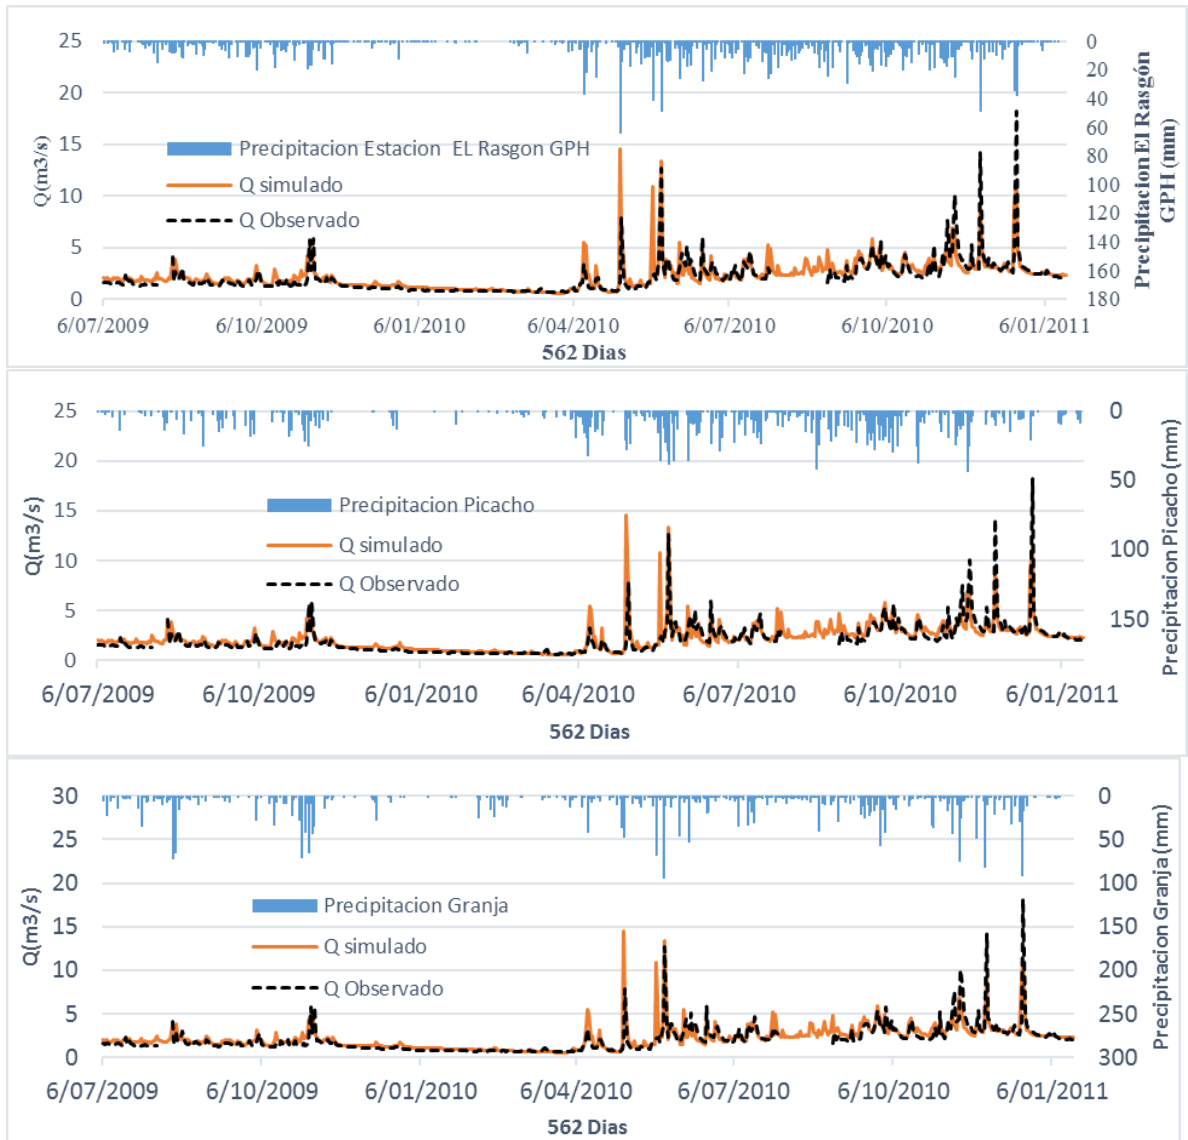 25
20
15
10
5
0
Q(m3/s)
Precipitacion Estacion EL Rasgon GPH
Q simulado
Q Observado
0
20
40
60
80
100
120
140
160
180
Precipitación El Rasgón
GPH (mm)
6/07/2009 6/10/2009 6/01/2010 6/04/2010 6/07/2010 6/10/2010 6/01/2011
562 Dias
25
20
15
10
5
0
Q(m3/s)
Precipitacion Picacho
Q simulado
Q Observado
0
50
100
150
Precipitacion Picacho (mm)
6/07/2009 6/10/2009 6/01/2010 6/04/2010 6/07/2010 6/10/2010 6/01/2011
562 Dias
30
25
20
15
10
5
0
Q(m3/s)
Precipitacion Granja
Q simulado
Q Observado
0
50
100
150
200
250
300
Precipitacion Granja (mm)
6/07/2009 6/10/2009 6/01/2010 6/04/2010 6/07/2010 6/10/2010 6/01/2011
562 Dias